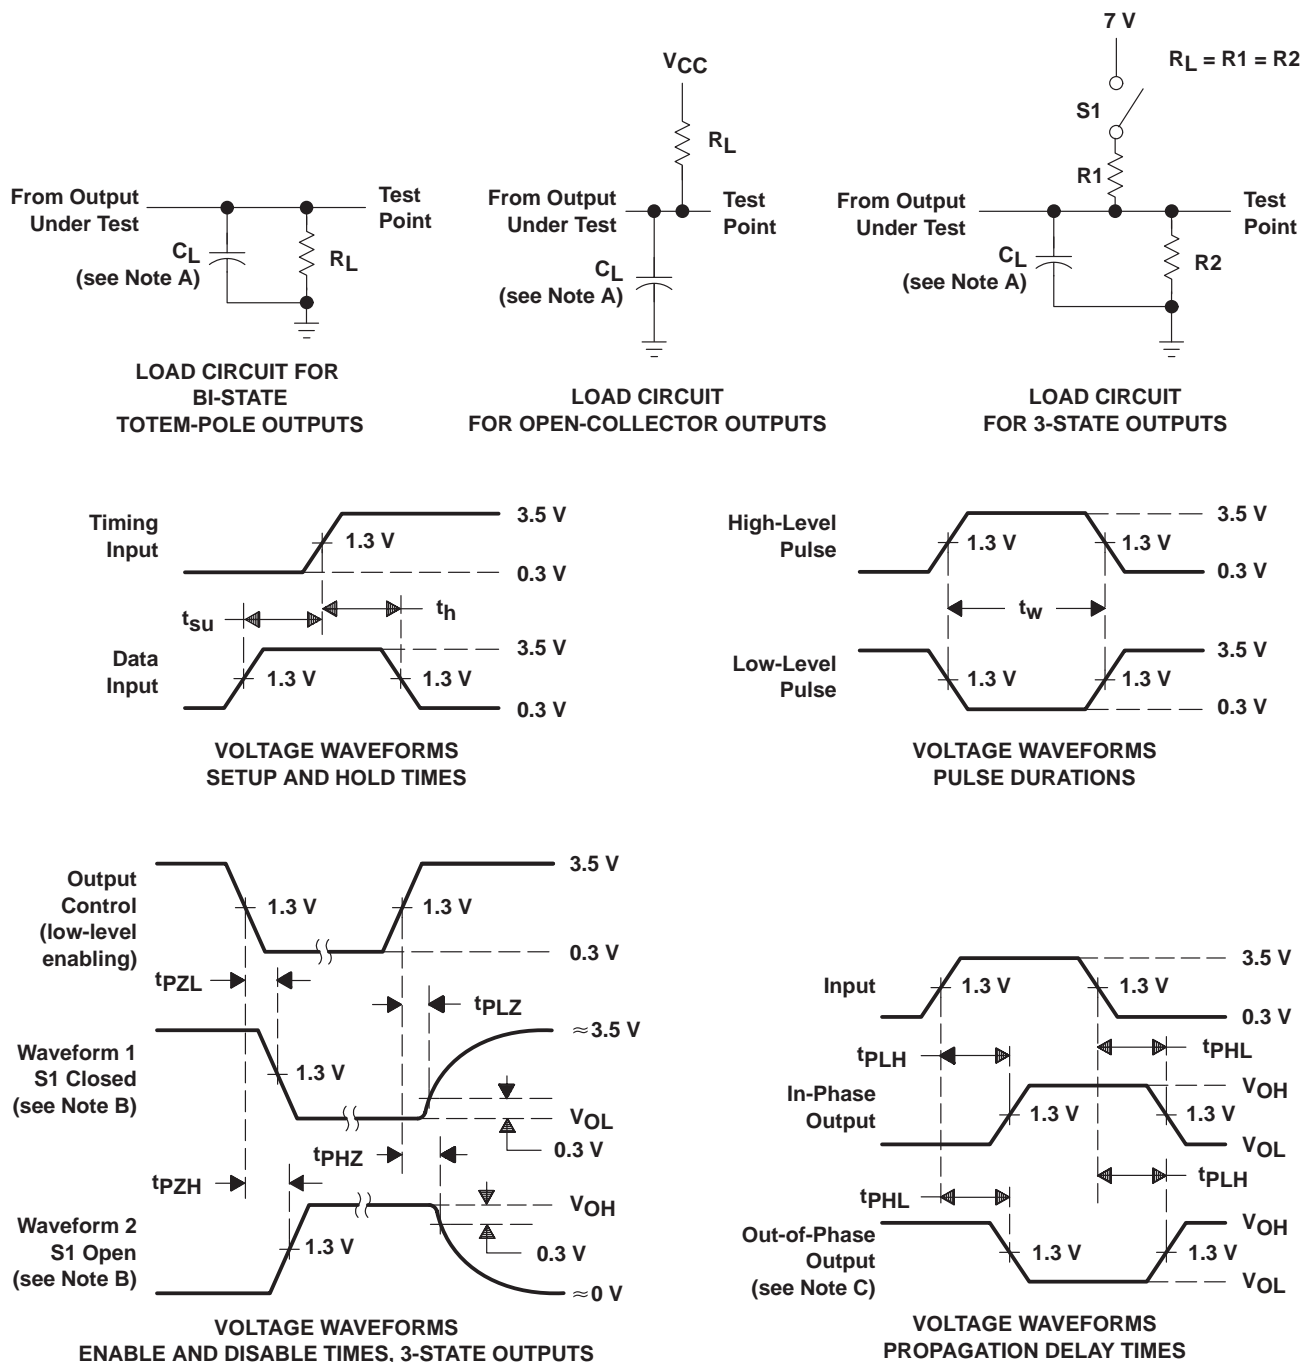 VCC
RL
From Output
Under Test
Test
Point
CL
(see Note A)
RL
LOAD CIRCUIT FOR
BI-STATE
TOTEM-POLE OUTPUTS
From Output
Under Test
Test
Point
CL
(see Note A)
LOAD CIRCUIT
FOR OPEN-COLLECTOR OUTPUTS
7 V
RL = R1 = R2
S1
R1
From Output
Under Test
Test
Point
CL
(see Note A)
R2
LOAD CIRCUIT
FOR 3-STATE OUTPUTS
Timing
Input
1.3 V
3.5 V
0.3 V
tsu
th
Data
Input
1.3 V
1.3 V
3.5 V
0.3 V
VOLTAGE WAVEFORMS
SETUP AND HOLD TIMES
High-Level
Pulse
1.3 V
1.3 V
3.5 V
0.3 V
tw
Low-Level
Pulse
1.3 V
1.3 V
3.5 V
0.3 V
VOLTAGE WAVEFORMS
PULSE DURATIONS
Output
Control
(low-level
enabling)
1.3 V
1.3 V
3.5 V
0.3 V
tPZL
tPLZ
Waveform 1
S1 Closed
(see Note B)
1.3 V
≈3.5 V
VOL
0.3 V
tPHZ
tPZH
Waveform 2
S1 Open
(see Note B)
1.3 V
VOH
0.3 V
≈0 V
VOLTAGE WAVEFORMS
ENABLE AND DISABLE TIMES, 3-STATE OUTPUTS
Input
1.3 V
1.3 V
3.5 V
0.3 V
tPLH
tPHL
In-Phase
Output
1.3 V
1.3 V
VOH
VOL
tPHL
tPLH
Out-of-Phase
Output
(see Note C)
1.3 V
1.3 V
VOH
VOL
VOLTAGE WAVEFORMS
PROPAGATION DELAY TIMES